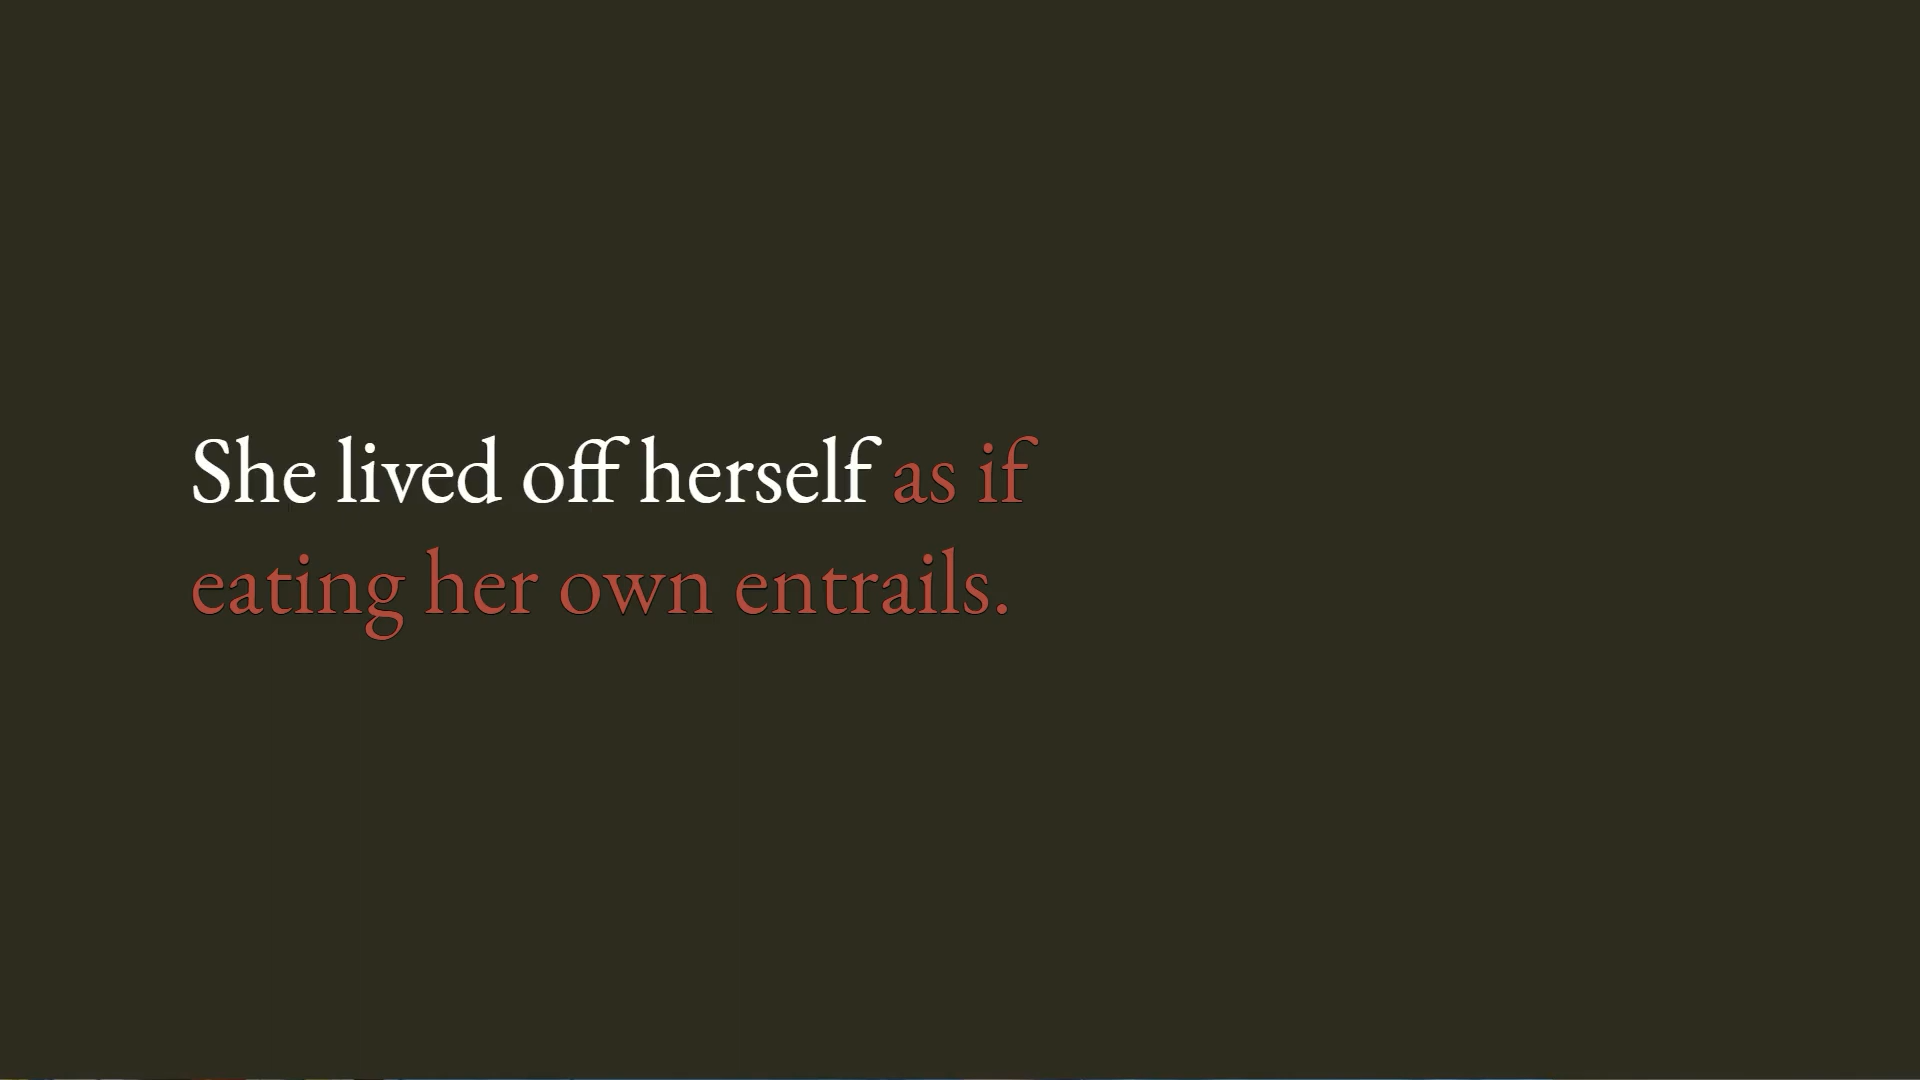 She lived off herself as if
eating her own entrails.